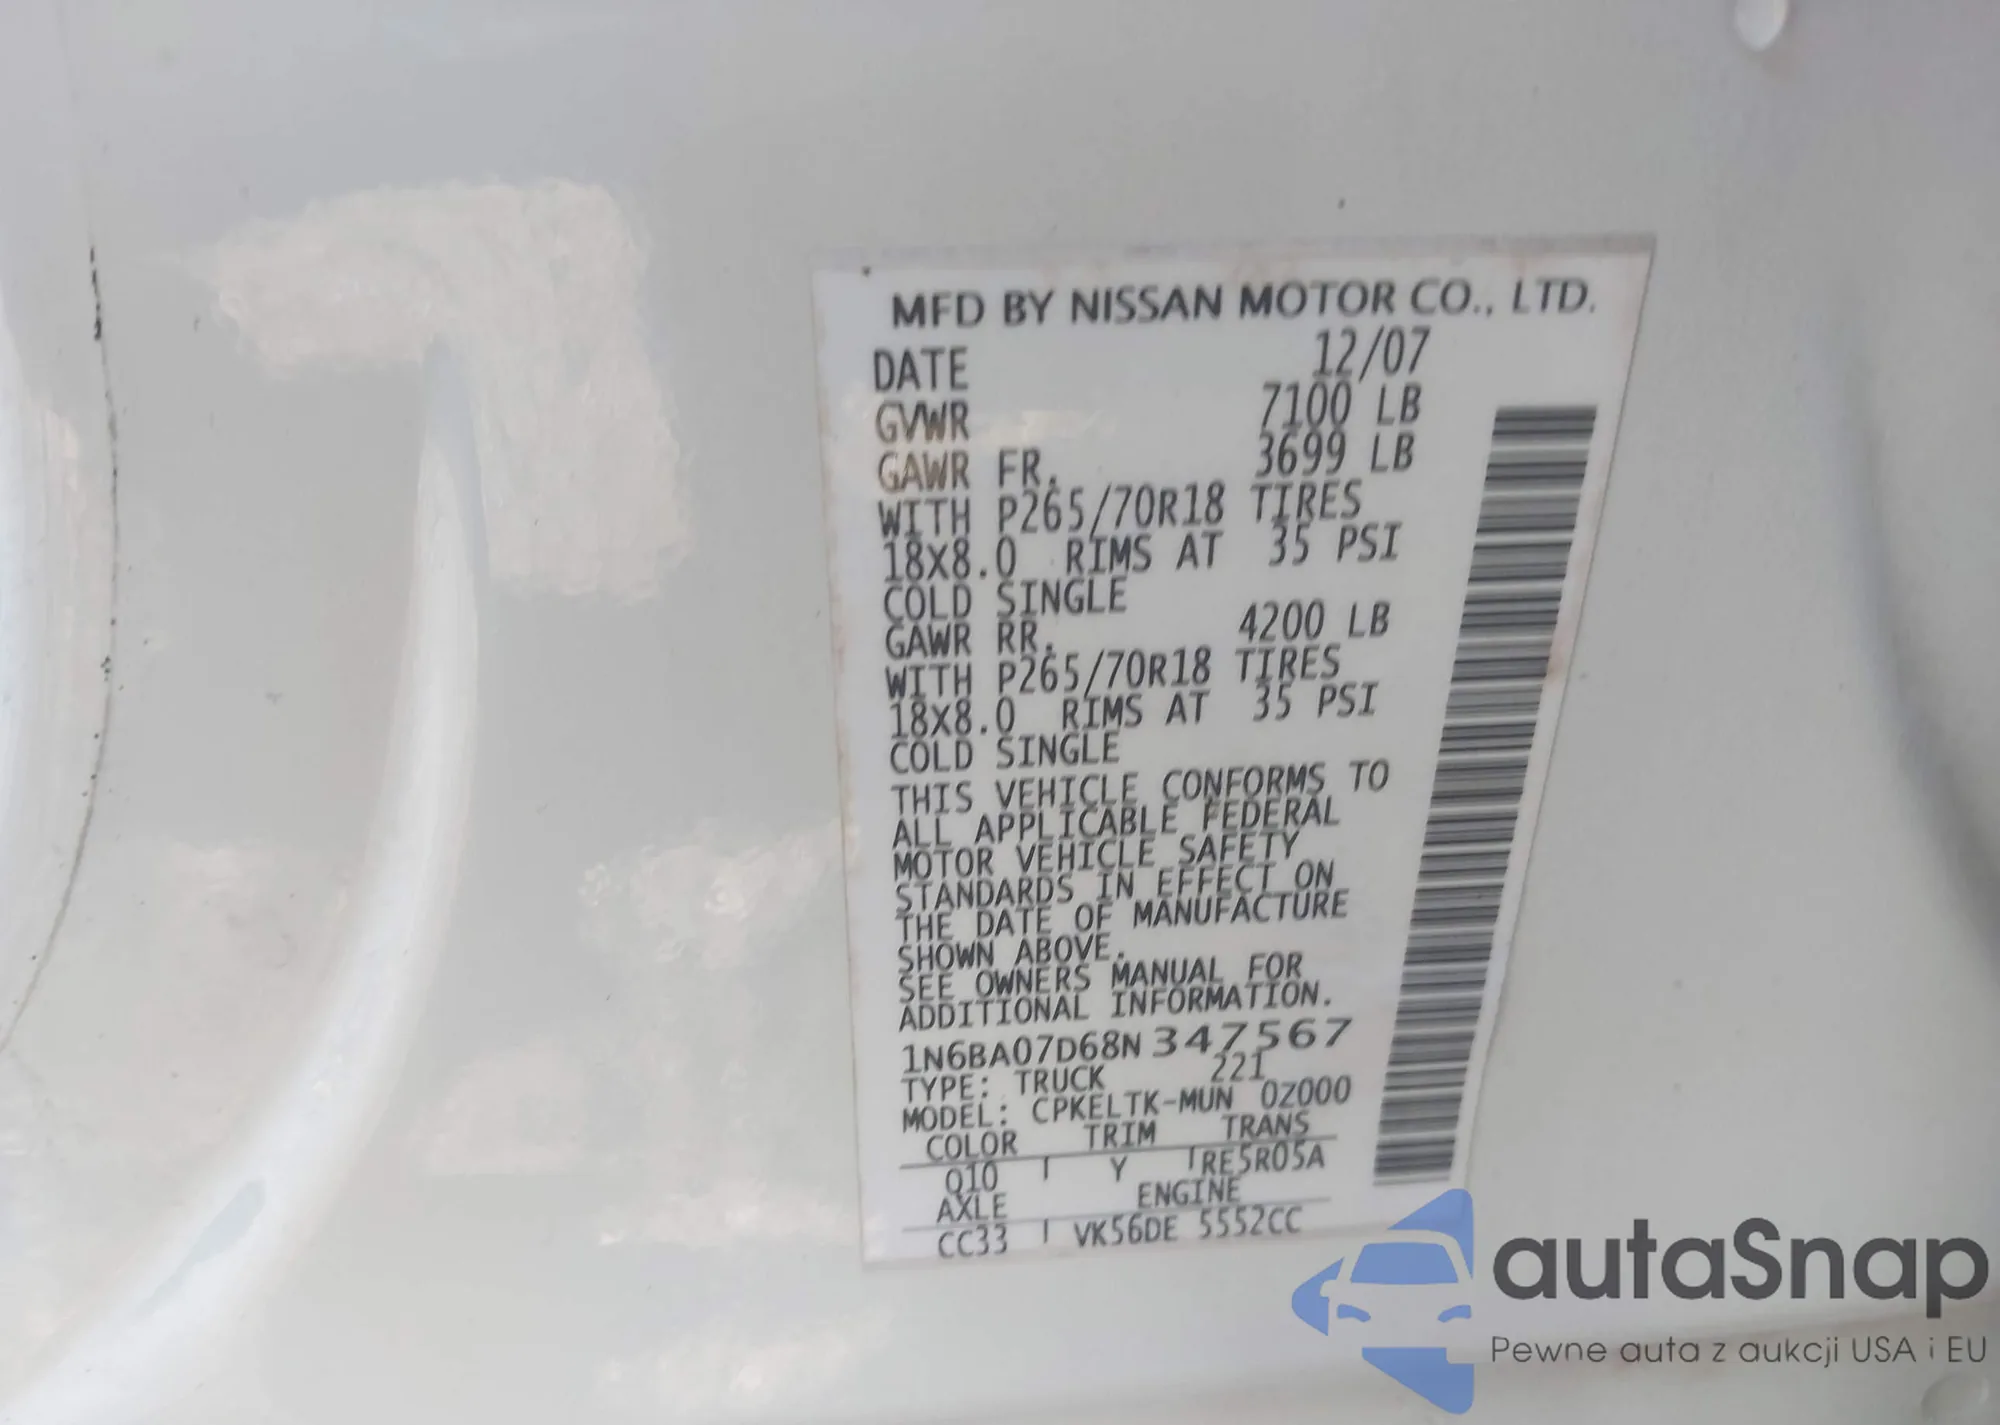 MFD BY NISSAN MOTOR CO., LTD.
DATE 12/07
GVWR 7100 LB
GAWR FR. 3699 LB
WITH P265/70R18 TIRES
18X8.0 RIMS AT 35 PSI
COLD SINGLE
GAWR RR. 4200 LB
WITH P265/70R18 TIRES
18X8.0 RIMS AT 35 PSI
COLD SINGLE
THIS VEHICLE CONFORMS TO
ALL APPLICABLE FEDERAL
MOTOR VEHICLE SAFETY
STANDARDS IN EFFECT ON
THE DATE OF MANUFACTURE
SHOWN ABOVE.
SEE OWNERS MANUAL FOR
ADDITIONAL INFORMATION.
1N6BA07D68N347567
TYPE: TRUCK 221
MODEL: CPKELTK-MUN 0Z000
COLOR TRIM TRANS
Q10 Y RE5R05A
AXLE ENGINE
CC33 VK56DE 5552CC
autaSnap
Pewne auta z aukcji USA i EU